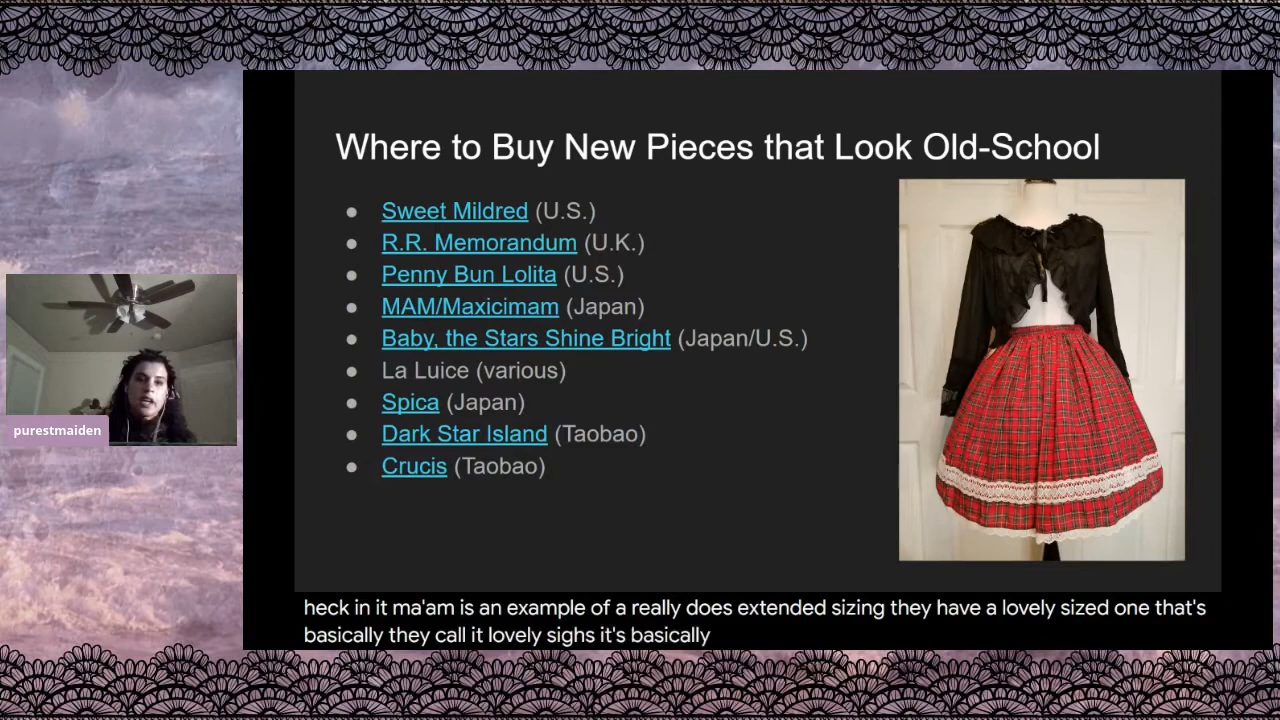 Where to Buy New Pieces that Look Old-School
● Sweet Mildred (U.S.)
● R.R. Memorandum (U.K.)
● Penny Bun Lolita (U.S.)
● MAM/Maxicimam (Japan)
● Baby, the Stars Shine Bright (Japan/U.S.)
● La Luice (various)
● Spica (Japan)
● Dark Star Island (Taobao)
● Crucis (Taobao)
purestmaiden
heck in it ma'am is an example of a really does extended sizing they have a lovely sized one that's
basically they call it lovely sighs it's basically